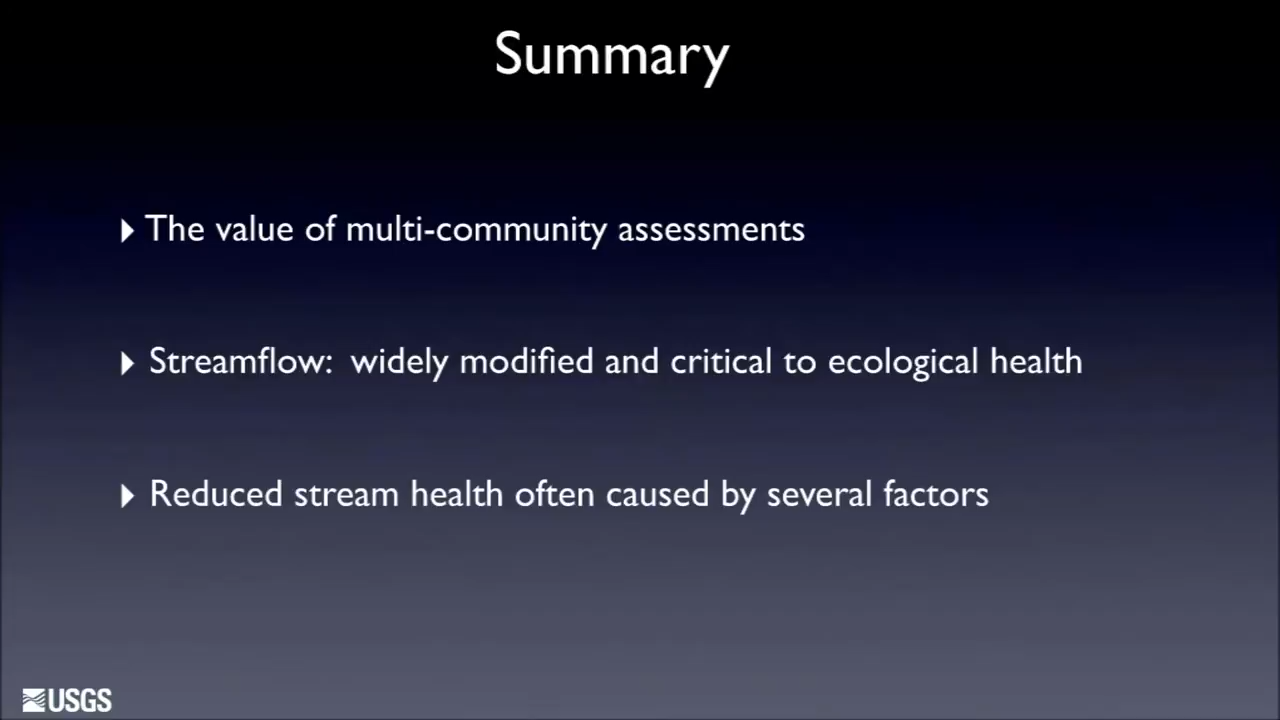 Summary
The value of multi-community assessments
Streamflow: widely modified and critical to ecological health
Reduced stream health often caused by several factors
USGS